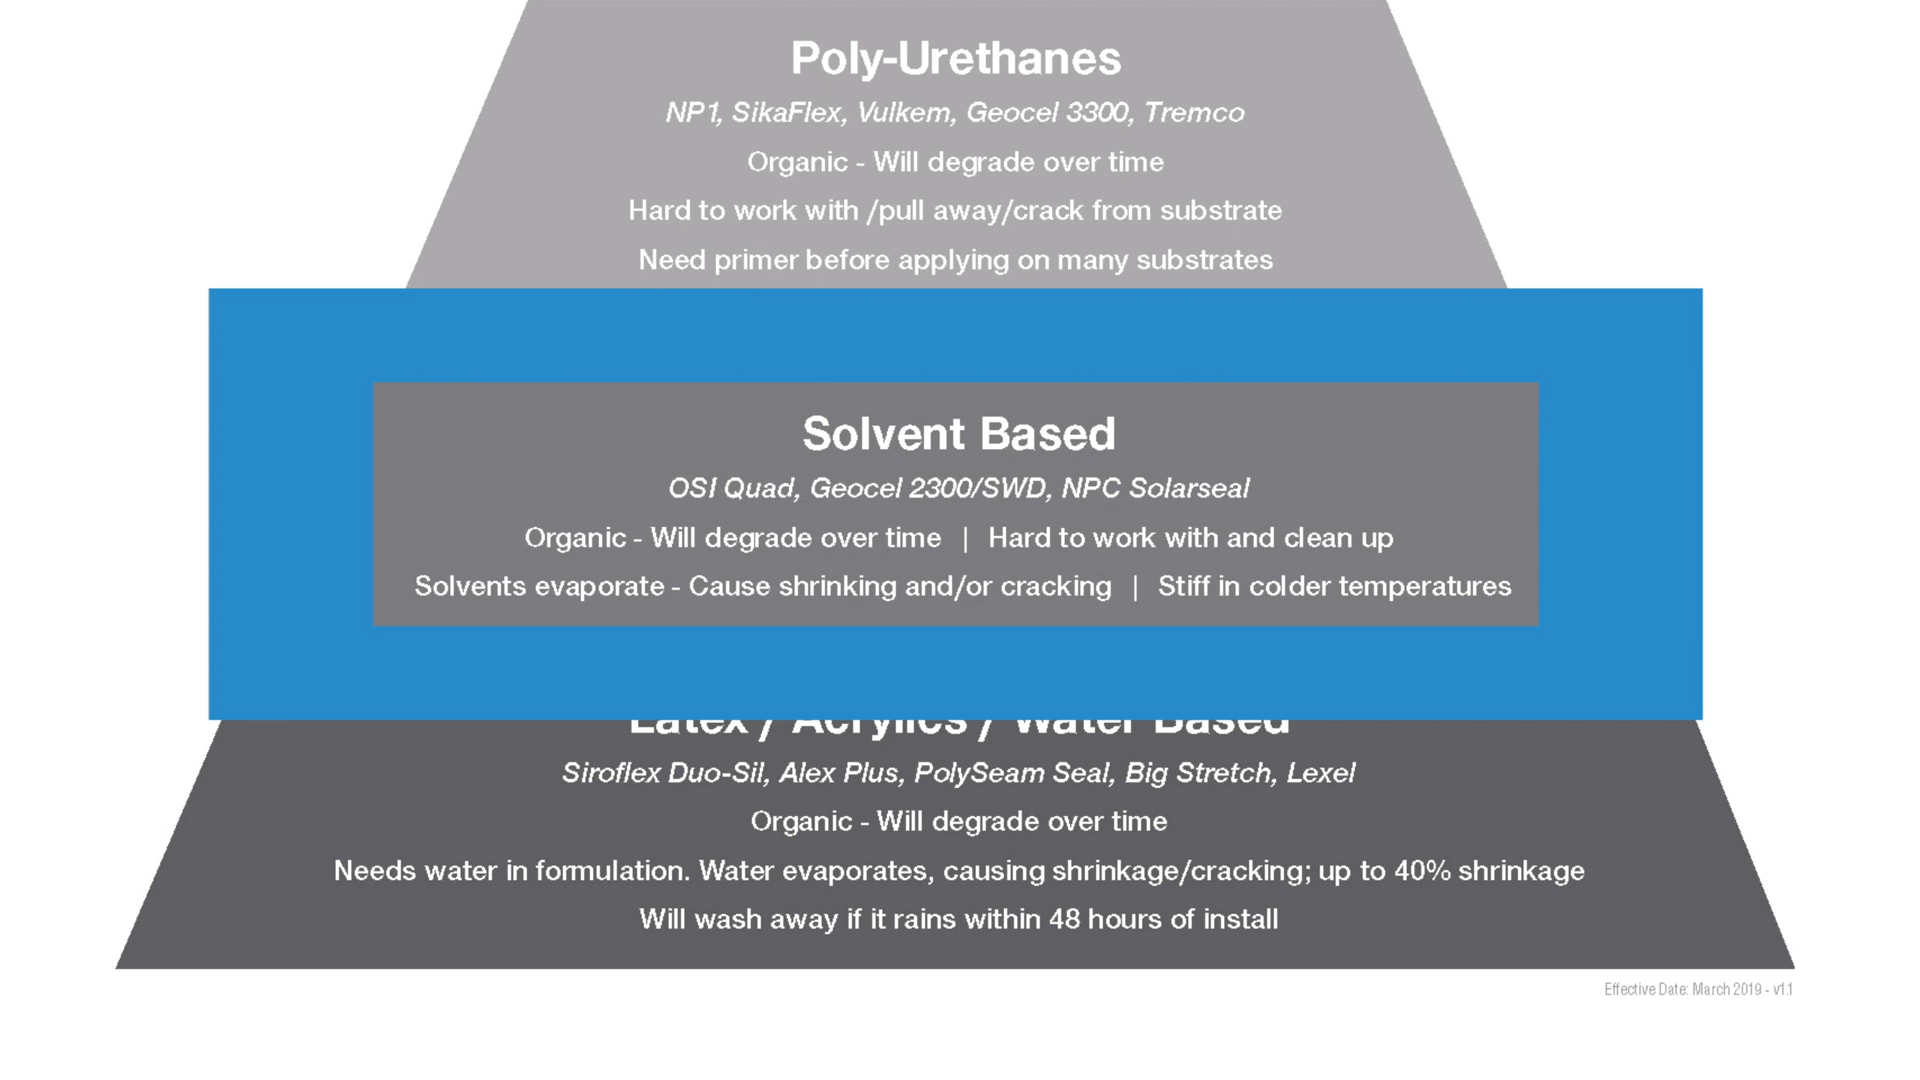 Poly-Urethanes
NP1, SikaFlex, Vulkem, Geocel 3300, Tremco
Organic - Will degrade over time
Hard to work with /pull away/crack from substrate
Need primer before applying on many substrates
Solvent Based
OSI Quad, Geocel 2300/SWD, NPC Solarseal
Organic - Will degrade over time | Hard to work with and clean up
Solvents evaporate - Cause shrinking and/or cracking | Stiff in colder temperatures
Latex / Acrylics / Water Based
Siroflex Duo-Sil, Alex Plus, PolySeam Seal, Big Stretch, Lexel
Organic - Will degrade over time
Needs water in formulation. Water evaporates, causing shrinkage/cracking; up to 40% shrinkage
Will wash away if it rains within 48 hours of install
Effective Date: March 2019 - v1.1